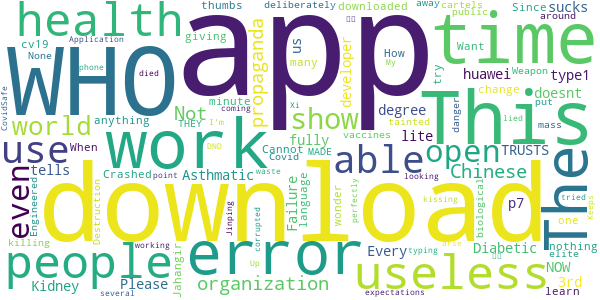 health
WHO
app
time
thumbs
deliberately
downloaded
away
cartels
Since
sucks
public
Application
around
cy19
None
giving
propaganda
us
developer
Want
many
How
My
phone
died
try
huawei
Weapon
type1
CovidSafe
minute
Xi
doesnt
Not
show
This
world
anything
work
degree
change
tainted
put
coming
THEY
I'm
fully
vaccines
lite
danger
lied
mass
use
When
DND
Cannot
MADE
Covid
able
open
TRUSTS
The
even
tells
Crashed
point
waste
Chinese
p7
Engineered
Asthmatic
Failure
language
wonder
perfectly
looking
biological
tried
Keeps
download
Destruction
jinping
corrupted
kissing
one
killing
Every
Diabetic
nothing
people
error
Up
typing
arse
useless
NOW
elite
Please
Jahangir
organization
3rd
Kidney
working
several
expectations
learn